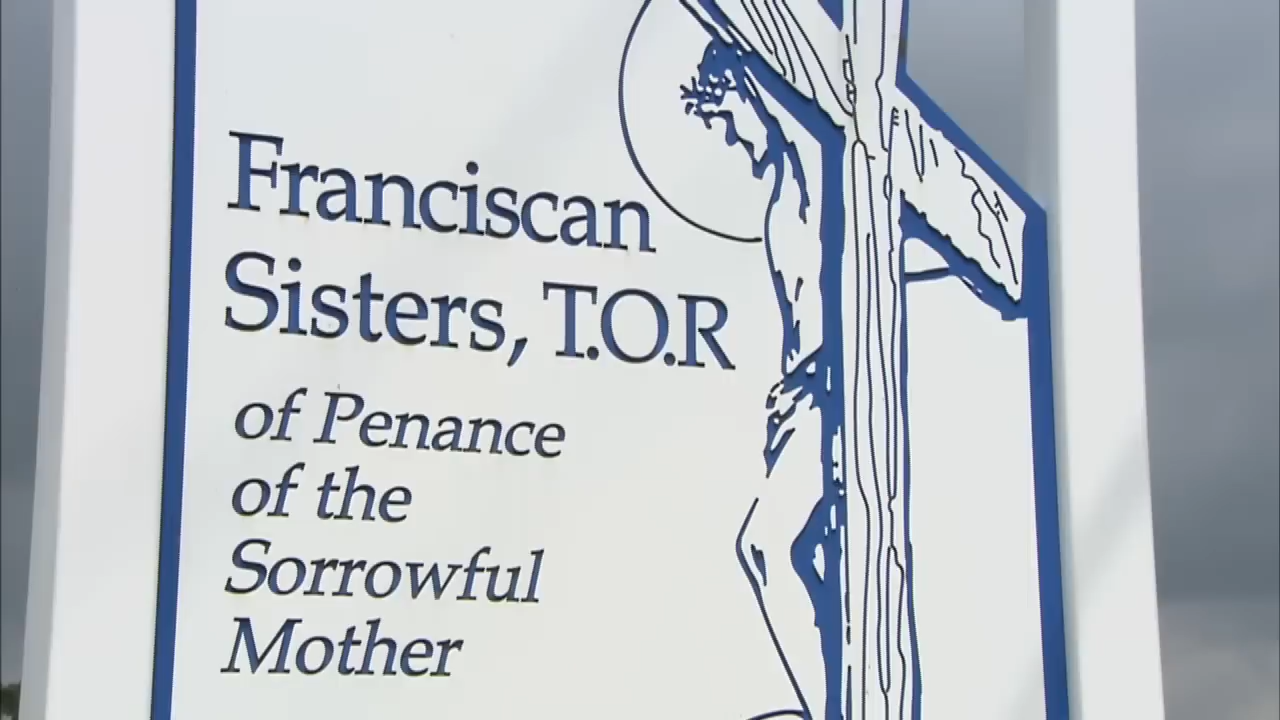 Franciscan
Sisters, T.O.R
of Penance
of the
Sorrowful
Mother